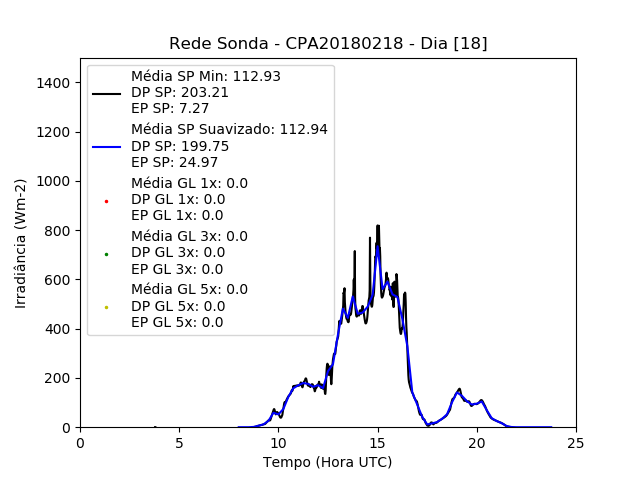 Rede Sonda - CPA20180218 - Dia [18]
Média SP Min: 112.93
DP SP: 203.21
EP SP: 7.27
Média SP Suavizado: 112.94
DP SP: 199.75
EP SP: 24.97
Média GL 1x: 0.0
DP GL 1x: 0.0
EP GL 1x: 0.0
Média GL 3x: 0.0
DP GL 3x: 0.0
EP GL 3x: 0.0
Média GL 5x: 0.0
DP GL 5x: 0.0
EP GL 5x: 0.0
Irradiância (Wm-2)
1400
1200
1000
800
600
400
200
0
0 5 10 15 20 25
Tempo (Hora UTC)